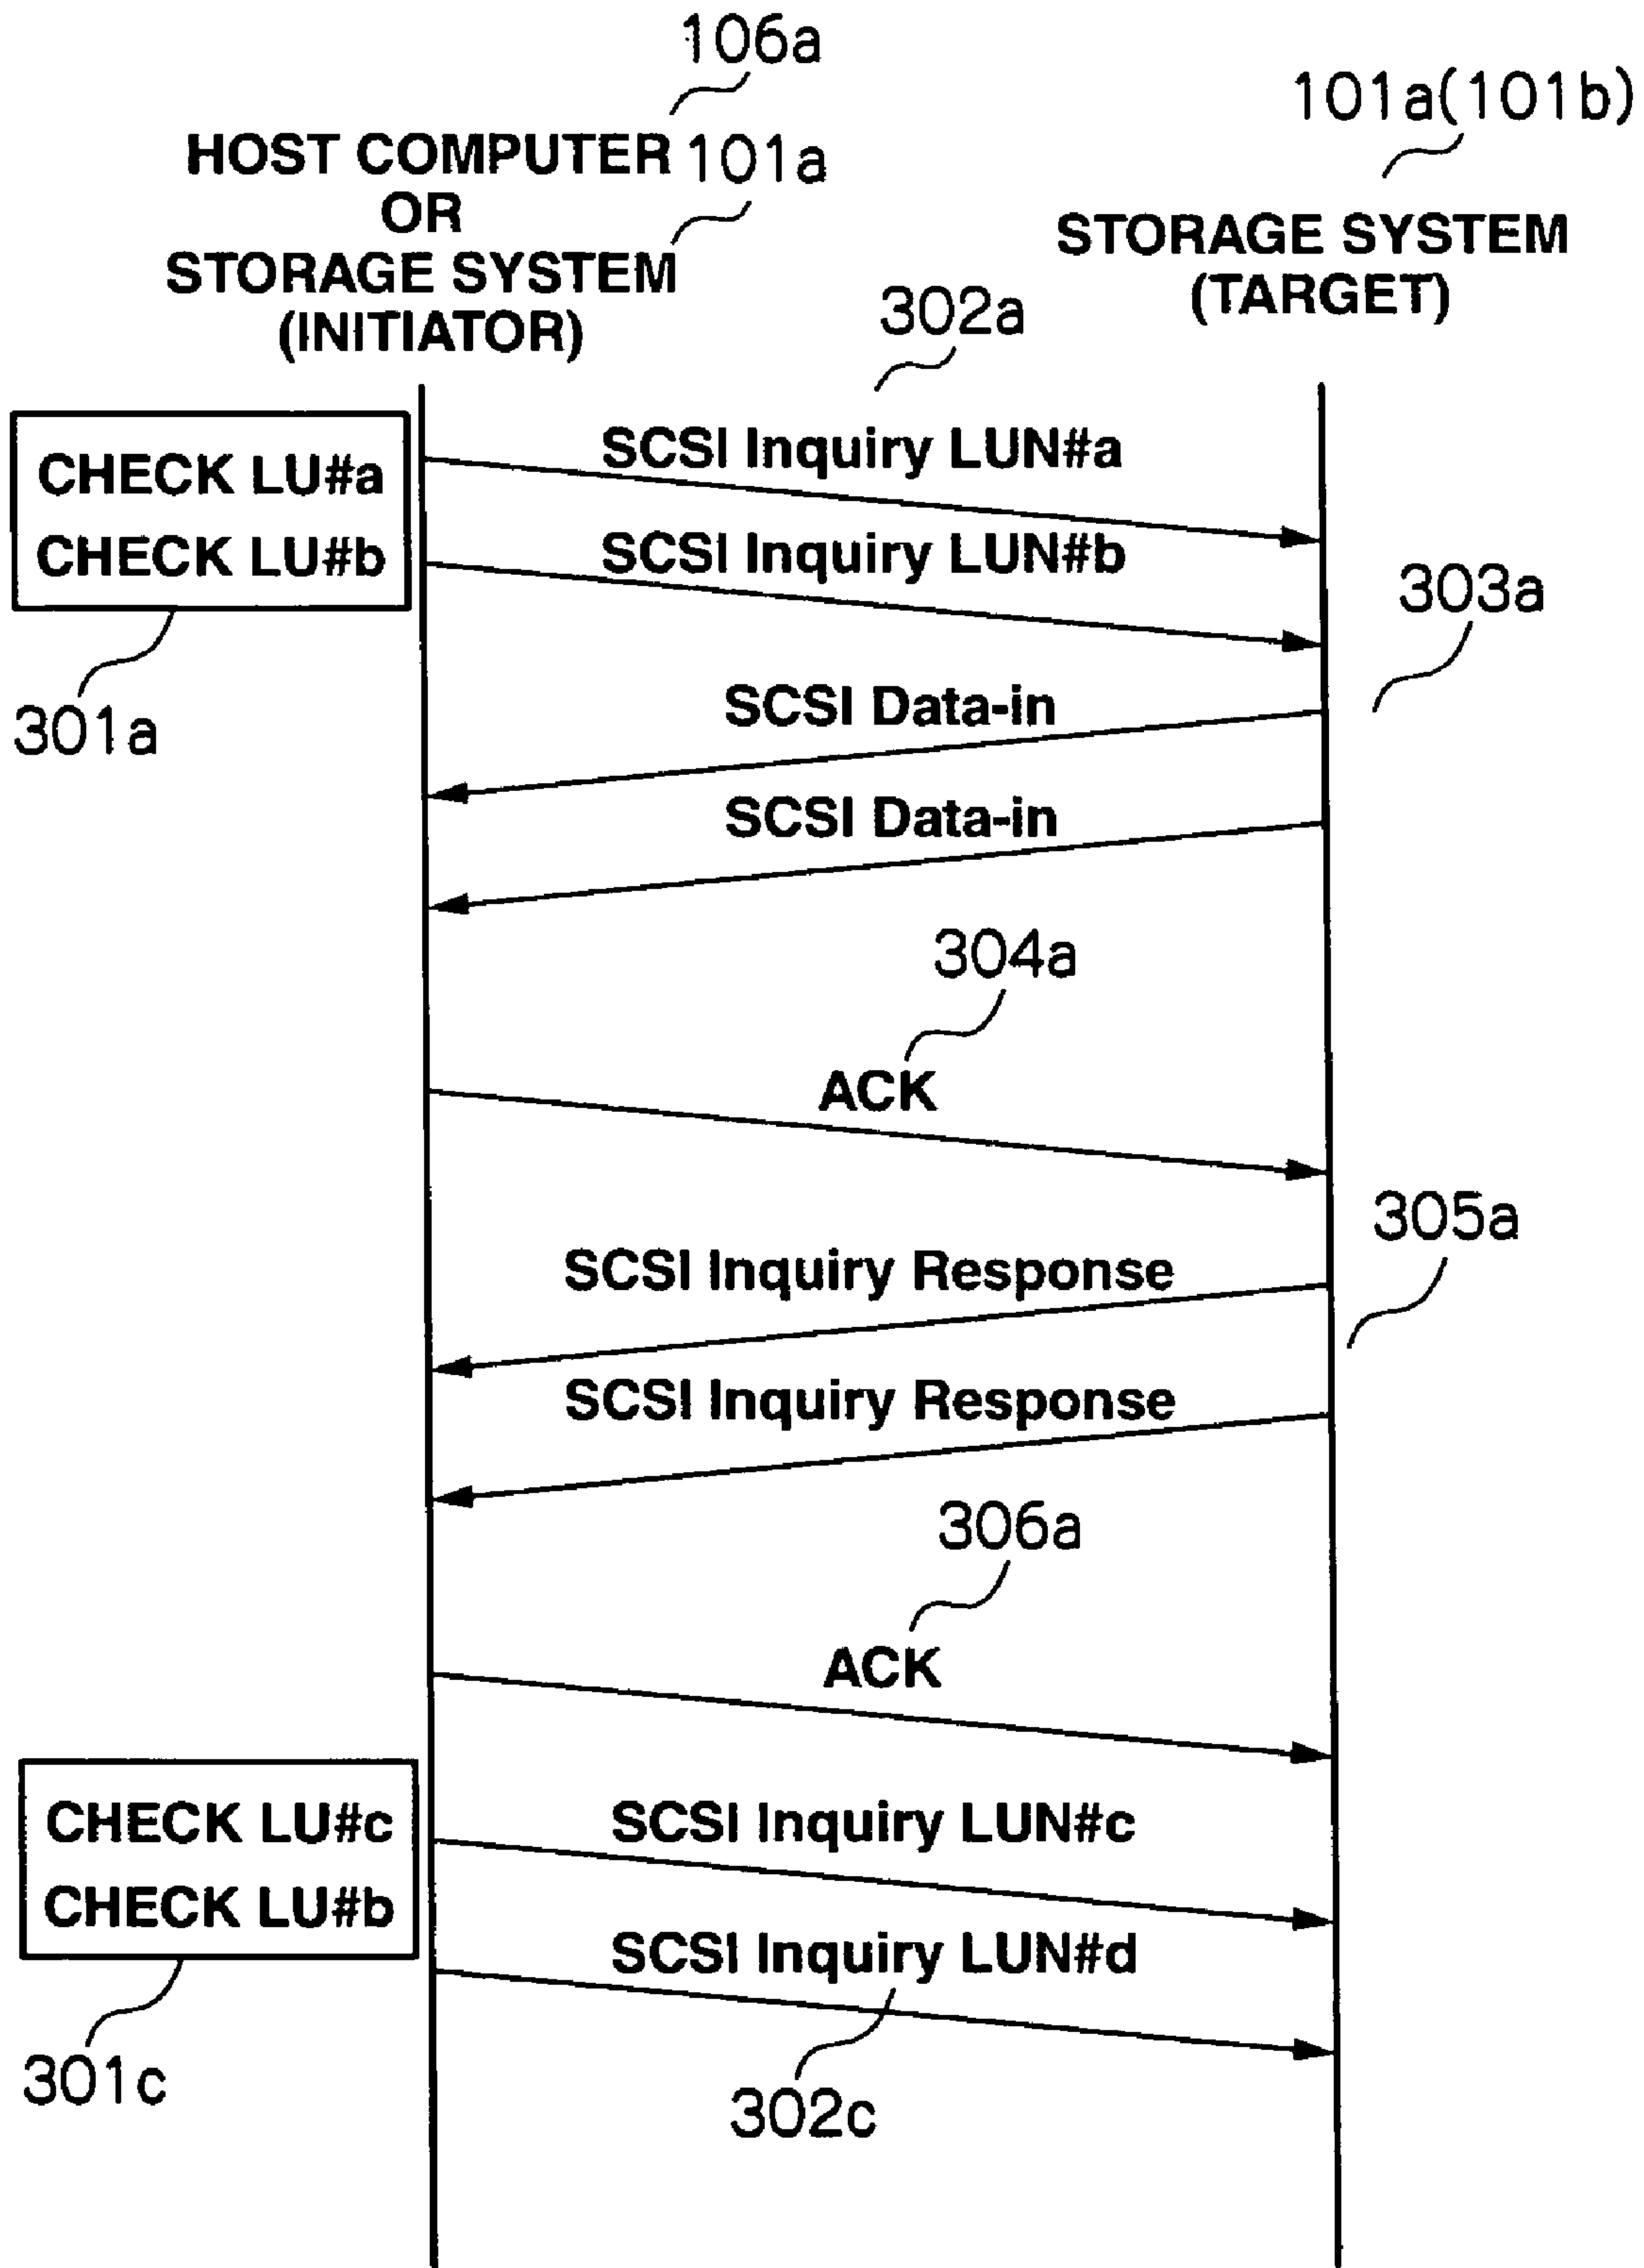 106a
HOST COMPUTER 101a
OR
STORAGE SYSTEM
(INITIATOR)
101a(101b)
STORAGE SYSTEM
(TARGET)
302a
CHECK LU#a
CHECK LU#b
301a
SCSI Inquiry LUN#a
SCSI Inquiry LUN#b
303a
SCSI Data-in
SCSI Data-in
304a
ACK
305a
SCSI Inquiry Response
SCSI Inquiry Response
306a
ACK
CHECK LU#c
CHECK LU#b
301c
SCSI Inquiry LUN#c
SCSI Inquiry LUN#d
302c